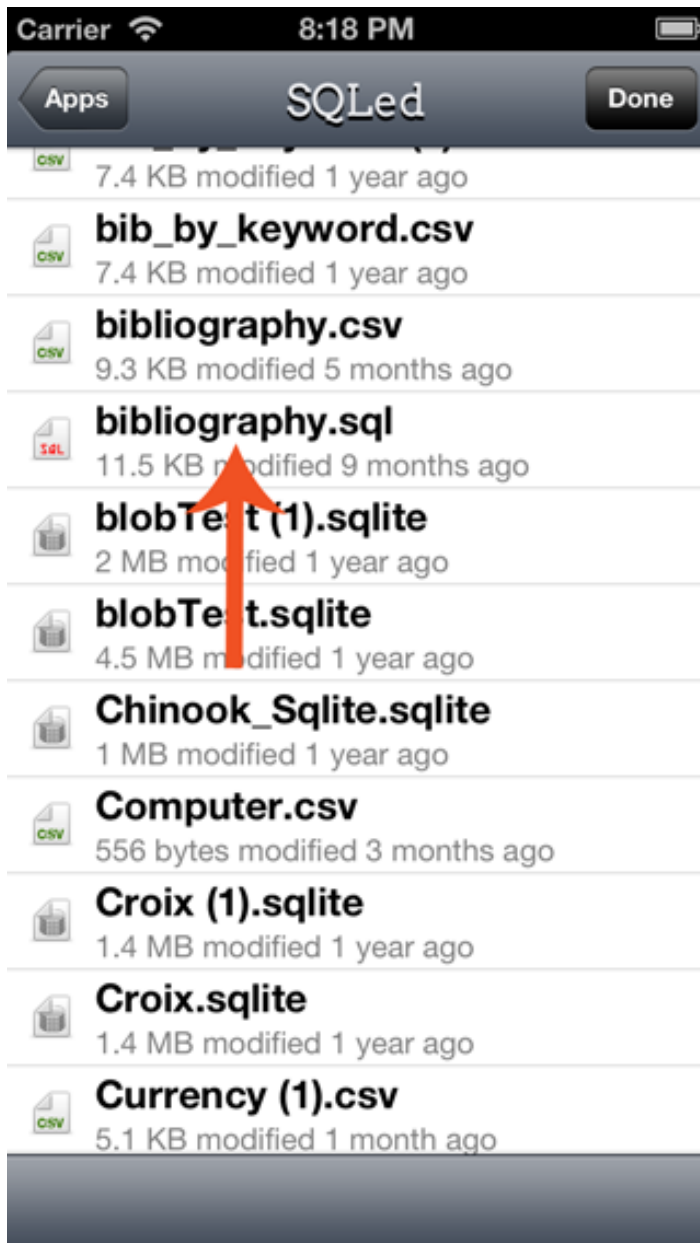 Carrier 8:18 PM
Apps SQLed Done
CSV
7.4 KB modified 1 year ago
bib_by_keyword.csv
CSV
7.4 KB modified 1 year ago
bibliography.csv
CSV
9.3 KB modified 5 months ago
bibliography.sql
SQL
11.5 KB modified 9 months ago
blobTest (1).sqlite
2 MB modified 1 year ago
blobTest.sqlite
4.5 MB modified 1 year ago
Chinook_Sqlite.sqlite
1 MB modified 1 year ago
Computer.csv
CSV
556 bytes modified 3 months ago
Croix (1).sqlite
1.4 MB modified 1 year ago
Croix.sqlite
1.4 MB modified 1 year ago
Currency (1).csv
CSV
5.1 KB modified 1 month ago